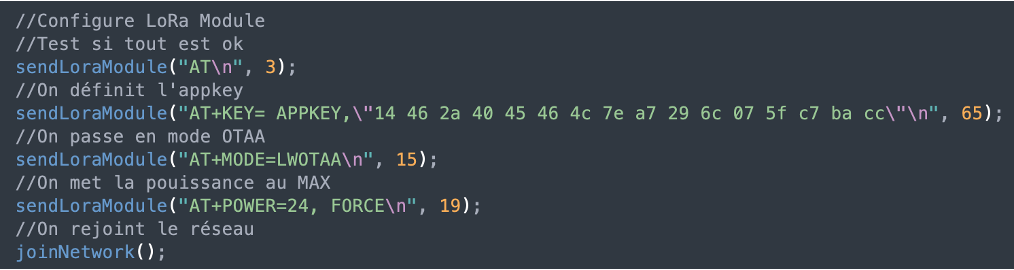 //Configure LoRa Module
//Test si tout est ok
sendLoraModule("AT\n", 3);
//On définit l'appkey
sendLoraModule("AT+KEY= APPKEY,\"14 46 2a 40 45 46 4c 7e a7 29 6c 07 5f c7 ba cc\"\n", 65);
//On passe en mode OTAA
sendLoraModule("AT+MODE=LWOTAA\n", 15);
//On met la pouissance au MAX
sendLoraModule("AT+POWER=24, FORCE\n", 19);
//On rejoint le réseau
joinNetwork();